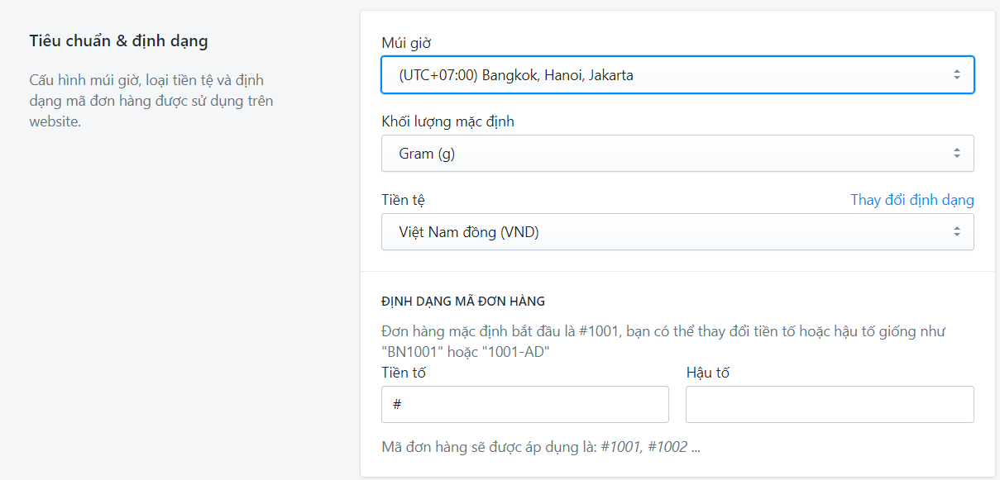 Tiêu chuẩn & định dạng
Cấu hình múi giờ, loại tiền tệ và định
dạng mã đơn hàng được sử dụng trên
website.
Múi giờ
(UTC+07:00) Bangkok, Hanoi, Jakarta
Khối lượng mặc định
Gram (g)
Tiền tệ
Thay đổi định dạng
Việt Nam đồng (VND)
ĐỊNH DẠNG MÃ ĐƠN HÀNG
Đơn hàng mặc định bắt đầu là #1001, bạn có thể thay đổi tiền tố hoặc hậu tố giống như
"BN1001" hoặc "1001-AD"
Tiền tố
Hậu tố
#
Mã đơn hàng sẽ được áp dụng là: #1001, #1002 ...